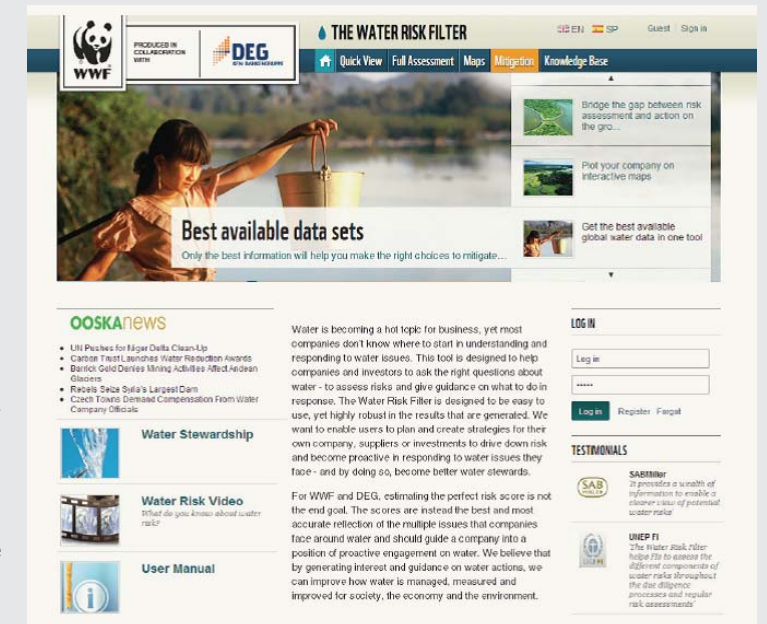 WWF
PRODUCED IN
COLLABORATION
WITH
DEG
THE WATER RISK FILTER
EN SP
Guest | Sign in
Quick View Full Assessment Maps Mitigation Knowledge Base
Best available data sets
Only the best information will help you make the right choices to mitigate...
Bridge the gap between risk
assessment and action on
the gro...
Plot your company on
interactive maps
Get the best available
global water data in one tool
OOSKAnews
• UN Pushes for Niger Delta Clean-Up
• Carbon Trust Launches Water Reduction Awards
• Barrick Gold Denies Mining Activities Affect Andean
Glaciers
• Rebels Seize Syria's Largest Dam
• Czech Towns Demand Compensation From Water
Company Officials
Water Stewardship
Water Risk Video
What do you know about water
risk?
User Manual
Water is becoming a hot topic for business, yet most
companies don't know where to start in understanding and
responding to water issues. This tool is designed to help
companies and investors to ask the right questions about
water - to assess risks and give guidance on what to do in
response. The Water Risk Filter is designed to be easy to
use, yet highly robust in the results that are generated. We
want to enable users to plan and create strategies for their
own company, suppliers or investments to drive down risk
and become proactive in responding to water issues they
face - and by doing so, become better water stewards.
For WWF and DEG, estimating the perfect risk score is not
the end goal. The scores are instead the best and most
accurate reflection of the multiple issues that companies
face around water and should guide a company into a
position of proactive engagement on water. We believe that
by generating interest and guidance on water actions, we
can improve how water is managed, measured and
improved for society, the economy and the environment.
LOG IN
Log in
•••••
Log in Register Forgot
TESTIMONIALS
SAB
SABMiller
'It provides a wealth of
information to enable a
clearer view of potential
water risks'
UNEP FI
'The Water Risk Filter
helps FIs to assess the
different components of
water risks throughout
the due diligence
processes and regular
risk assessments'